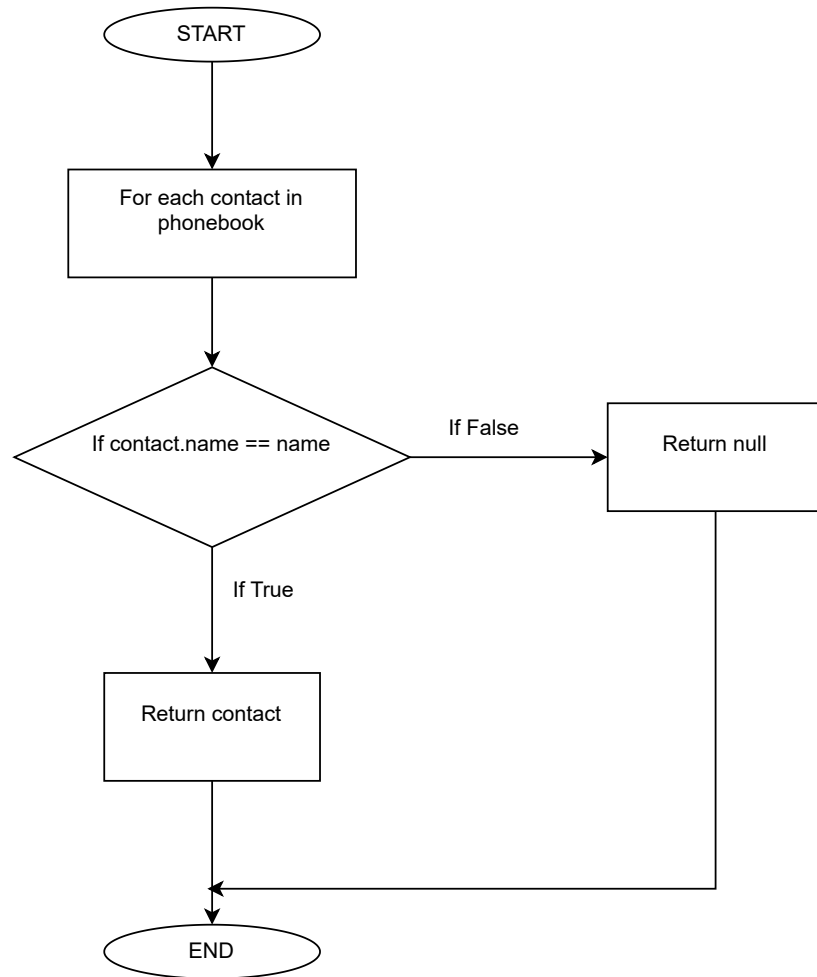 START
For each contact in
phonebook
If contact.name == name
If False
Return null
If True
Return contact
END